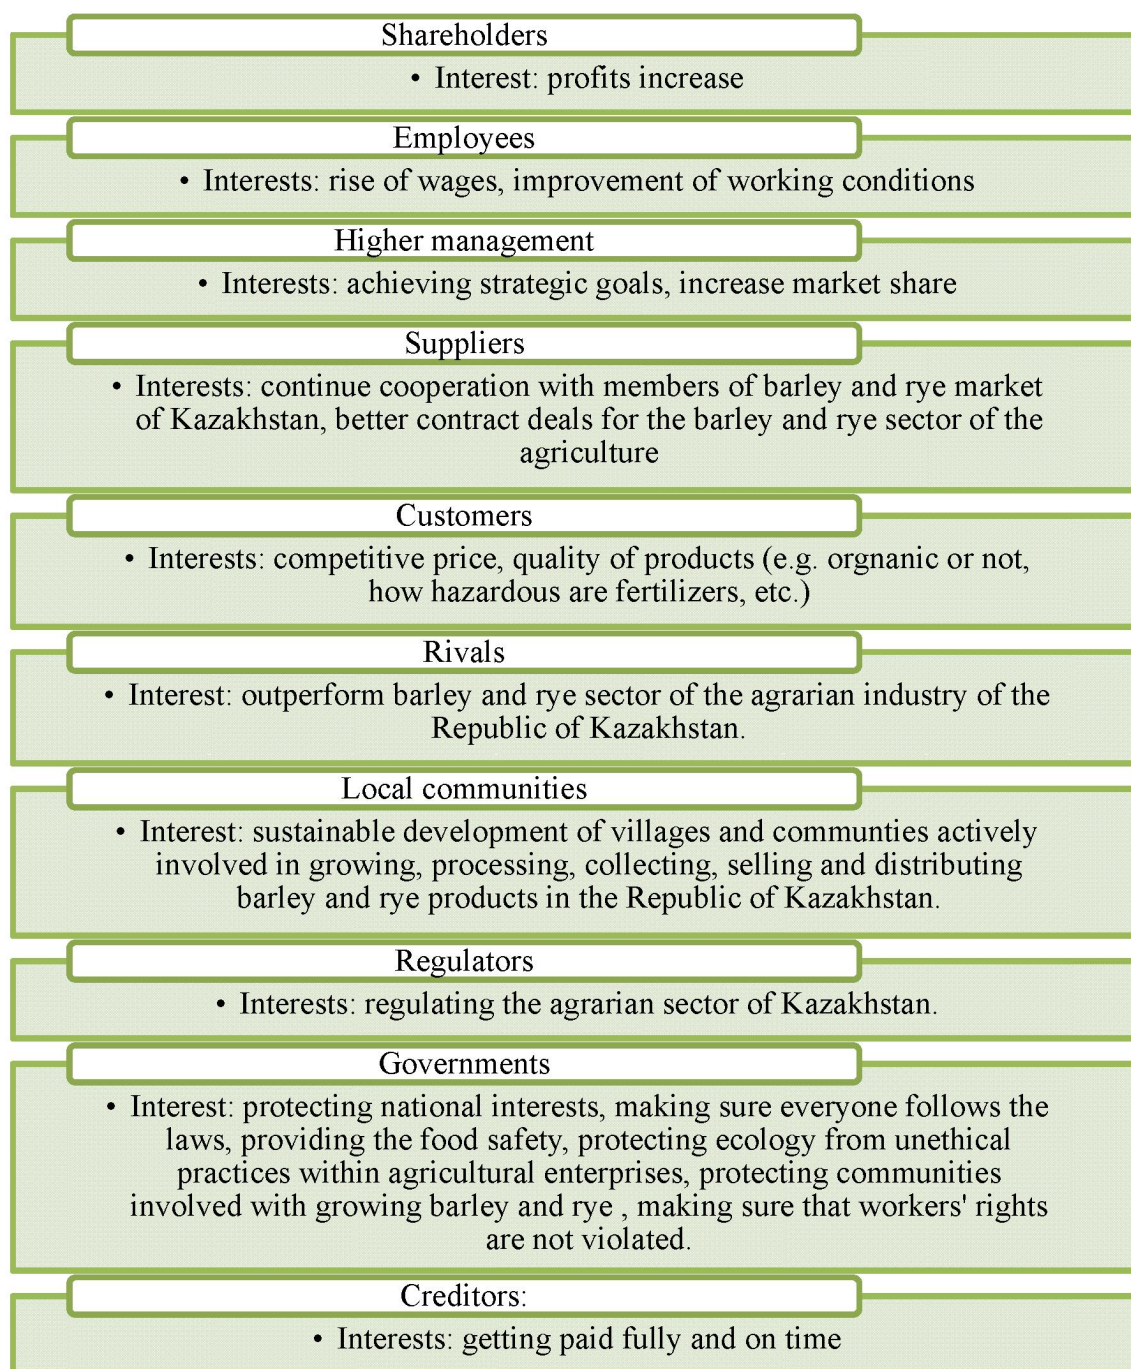 Shareholders
• Interest: profits increase
Employees
• Interests: rise of wages, improvement of working conditions
Higher management
• Interests: achieving strategic goals, increase market share
Suppliers
• Interests: continue cooperation with members of barley and rye market
of Kazakhstan, better contract deals for the barley and rye sector of the
agriculture
Customers
• Interests: competitive price, quality of products (e.g. orgnanic or not,
how hazardous are fertilizers, etc.)
Rivals
• Interest: outperform barley and rye sector of the agrarian industry of the
Republic of Kazakhstan.
Local communities
• Interest: sustainable development of villages and communties actively
involved in growing, processing, collecting, selling and distributing
barley and rye products in the Republic of Kazakhstan.
Regulators
• Interests: regulating the agrarian sector of Kazakhstan.
Governments
• Interest: protecting national interests, making sure everyone follows the
laws, providing the food safety, protecting ecology from unethical
practices within agricultural enterprises, protecting communities
involved with growing barley and rye , making sure that workers' rights
are not violated.
Creditors:
• Interests: getting paid fully and on time